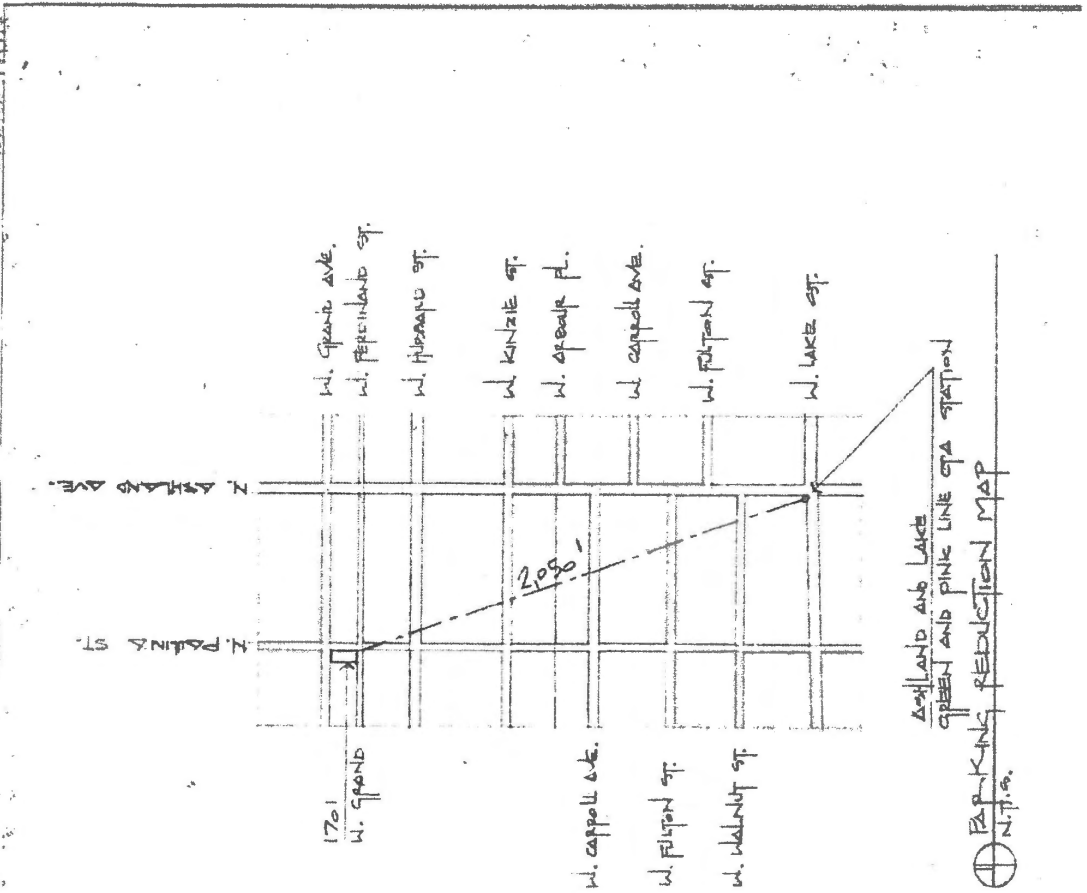 W. GRAND AVE.
W. FERDINAND ST.
W. HUBBARD ST.
W. KINZIE ST.
W. ARBOUR PL.
W. CARROLL AVE.
W. FULTON ST.
W. LAKE ST.
N. ASHLAND AVE.
N. PAULINA ST.
2,050'
1701
W. GRAND
W. CARROLL AVE.
W. FULTON ST.
W. WALNUT ST.
ASHLAND AND LAKE
GREEN AND PINK LINE CTA STATION
PARKING REDUCTION MAP
N.T.S.